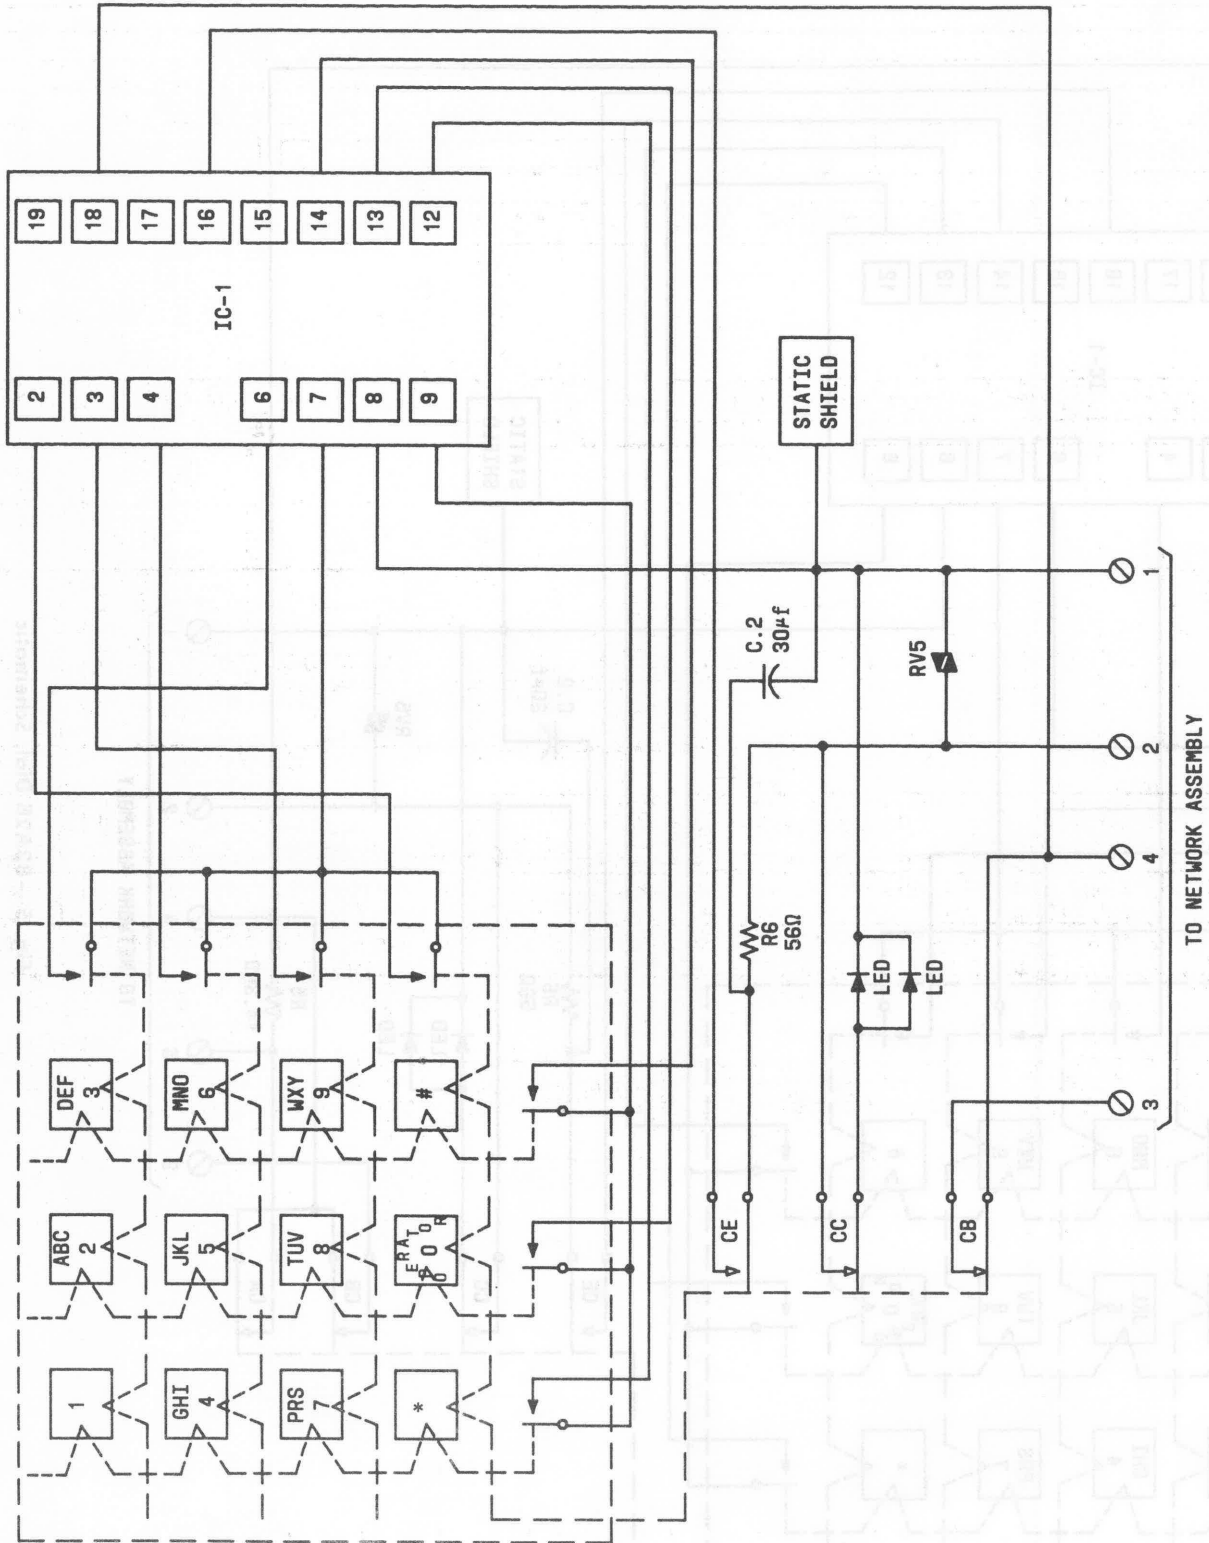 19
18
17
16
15
14
13
12
IC-1
2
3
4
6
7
8
9
STATIC
SHIELD
C.2
30µf
RV5
R6
56Ω
LED
LED
DEF
3
MNO
6
WXY
9
#
ABC
2
JKL
5
TUV
8
OPERATOR
0
1
GHI
4
PRS
7
*
CE
CC
CB
1
2
4
3
TO NETWORK ASSEMBLY